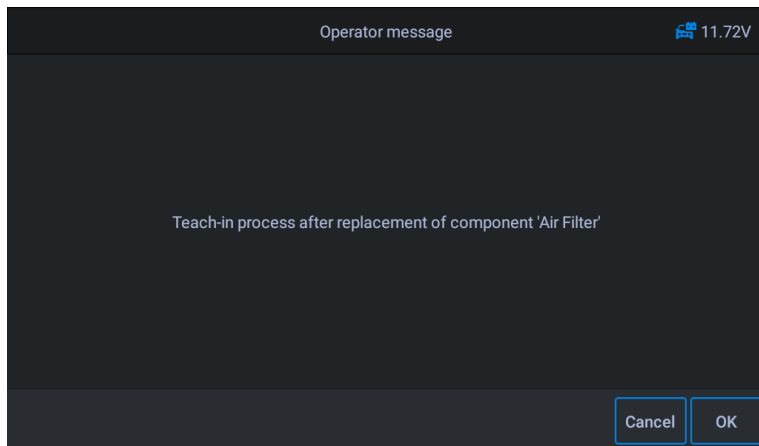 Operator message
11.72V
Teach-in process after replacement of component 'Air Filter'
Cancel
OK